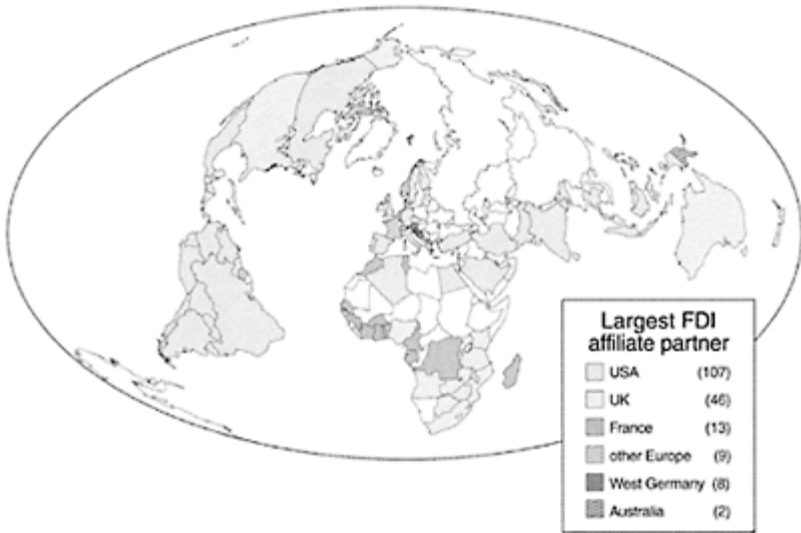 Largest FDI
affiliate partner
USA (107)
UK (46)
France (13)
other Europe (9)
West Germany (8)
Australia (2)